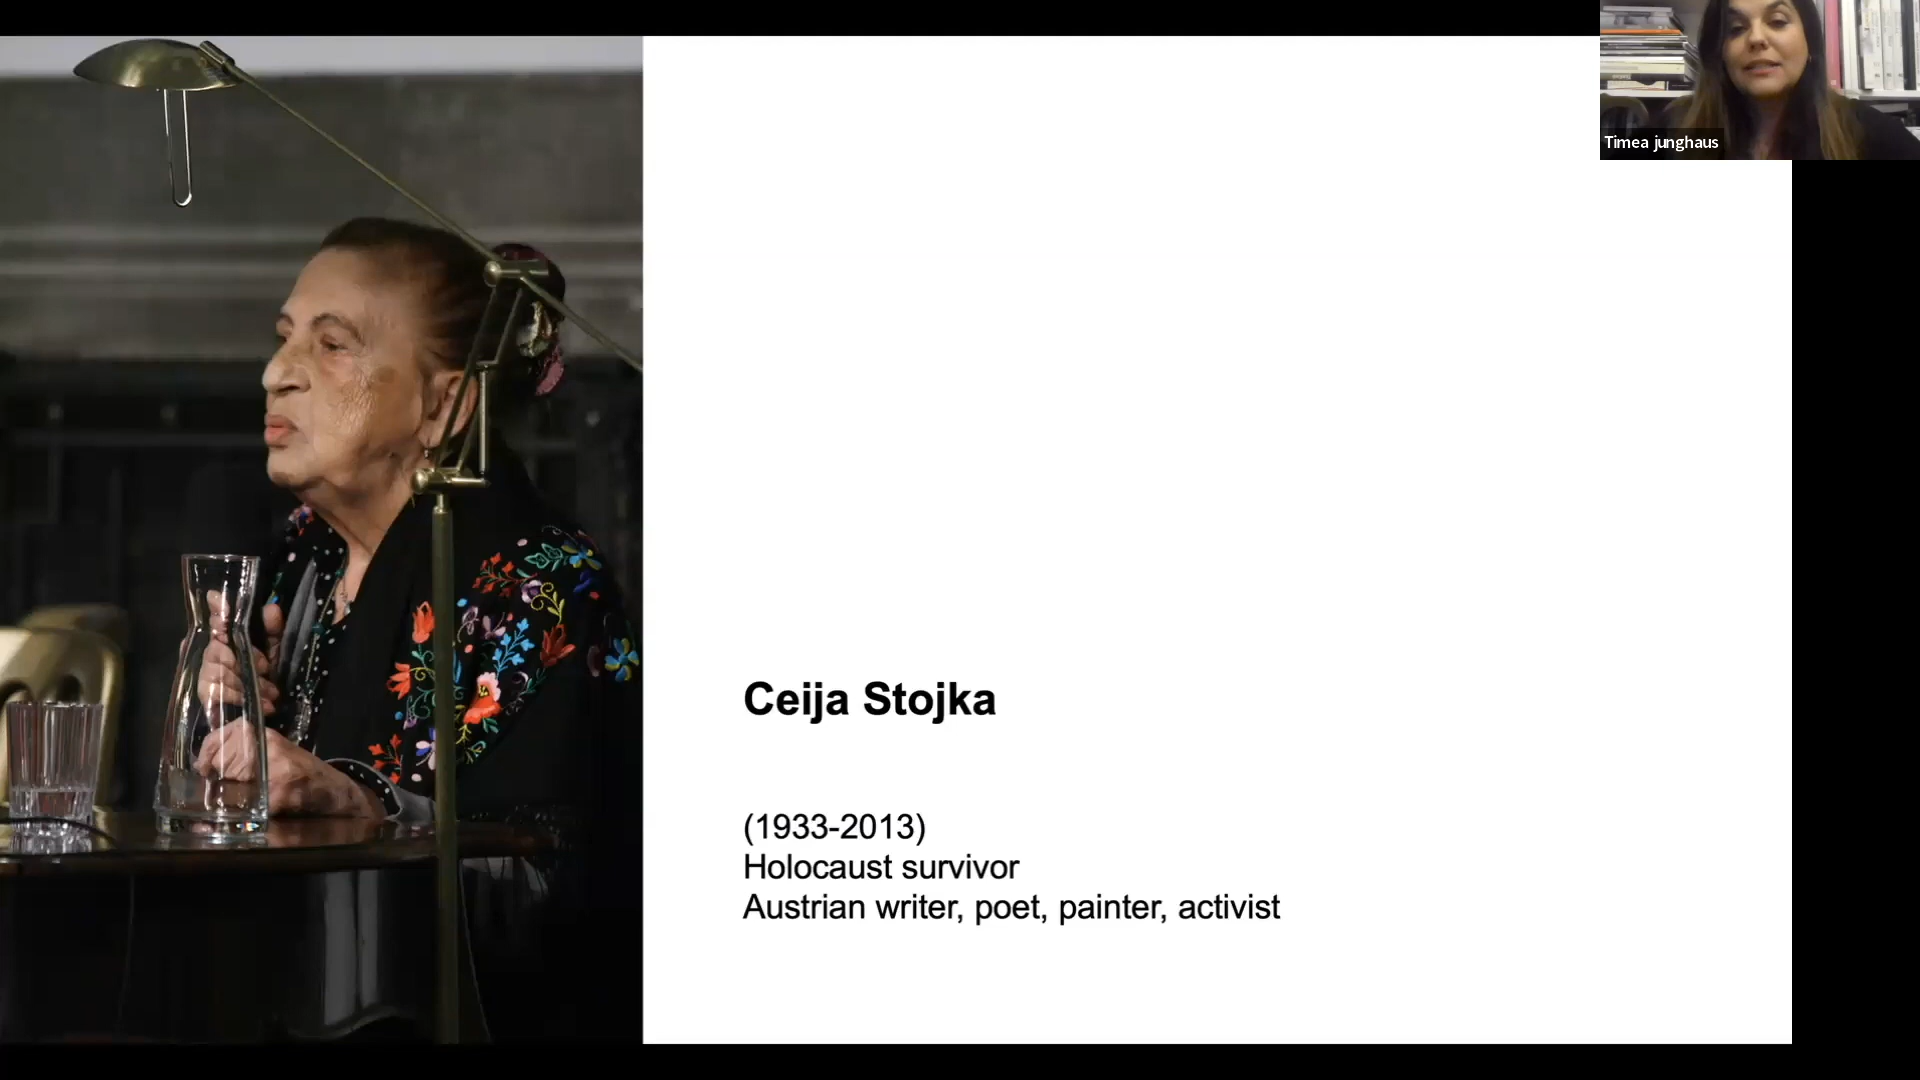 Timea junghaus
Ceija Stojka
(1933-2013)
Holocaust survivor
Austrian writer, poet, painter, activist